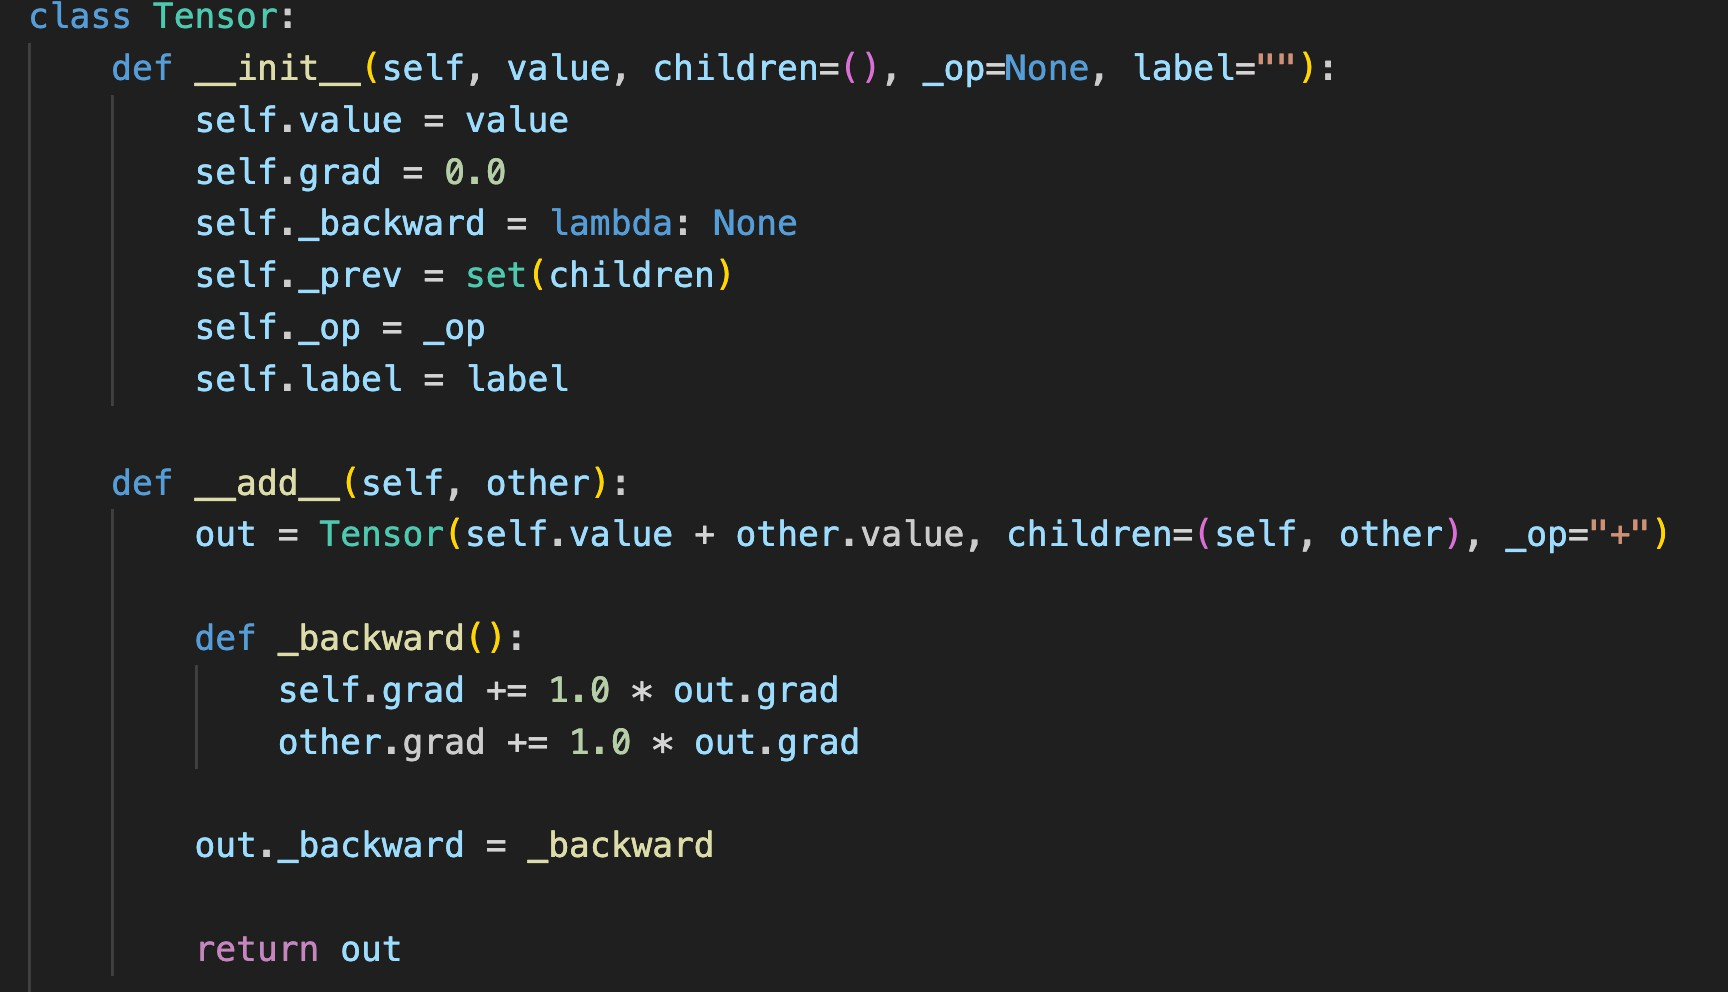 class Tensor:
    def __init__(self, value, children=(), _op=None, label=""):
        self.value = value
        self.grad = 0.0
        self._backward = lambda: None
        self._prev = set(children)
        self._op = _op
        self.label = label

    def __add__(self, other):
        out = Tensor(self.value + other.value, children=(self, other), _op="+")

        def _backward():
            self.grad += 1.0 * out.grad
            other.grad += 1.0 * out.grad

        out._backward = _backward

        return out